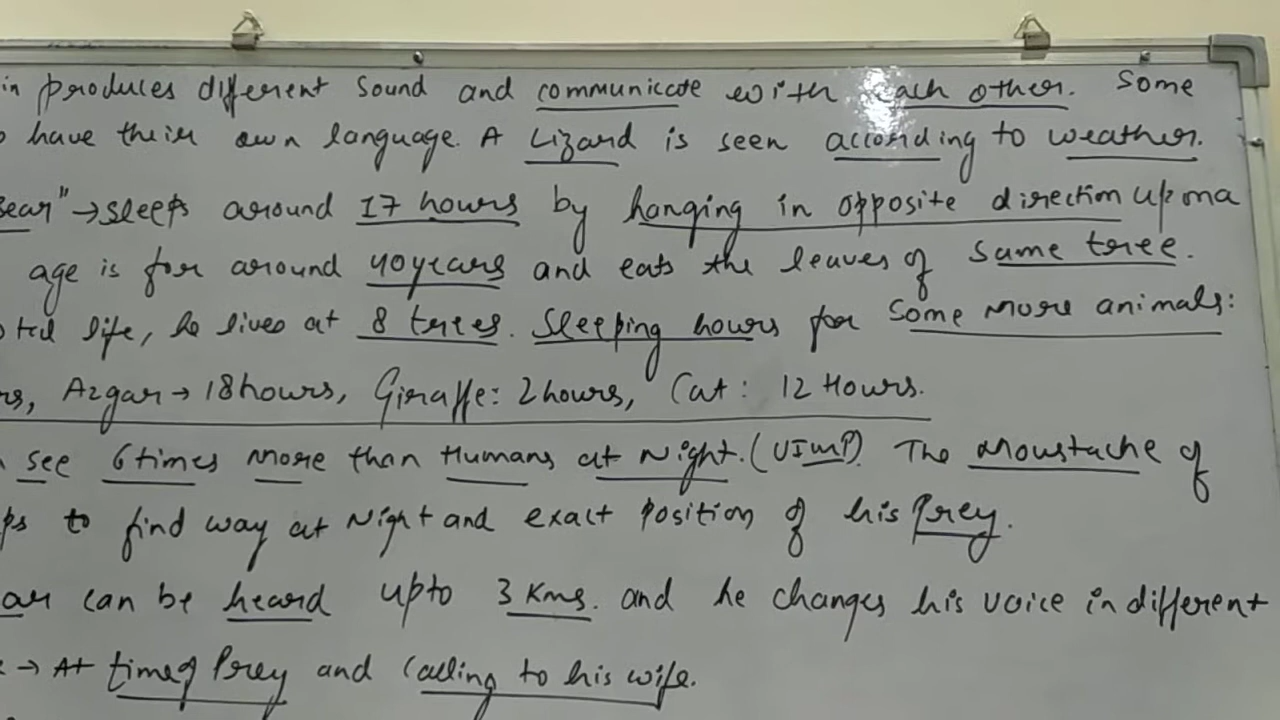 in produces different sound and communicate with each other. Some
o have their own language. A Lizard is seen according to weather.
Bear" → sleeps around 17 hours by hanging in opposite direction up ma
age is for around 40 years and eats the leaves of same tree.
life, he lives at 8 trees. Sleeping hours for Some More animals:
rs, Azgar → 18 hours, Giraffe: 2 hours, Cat: 12 Hours.
n see 6 times More than Humans at Night. (VIMP). The Moustache of
ps to find way at Night and exact position of his Prey.
ar can be heard upto 3 Kms. and he changes his voice in different
→ At time of Prey and Calling to his wife.